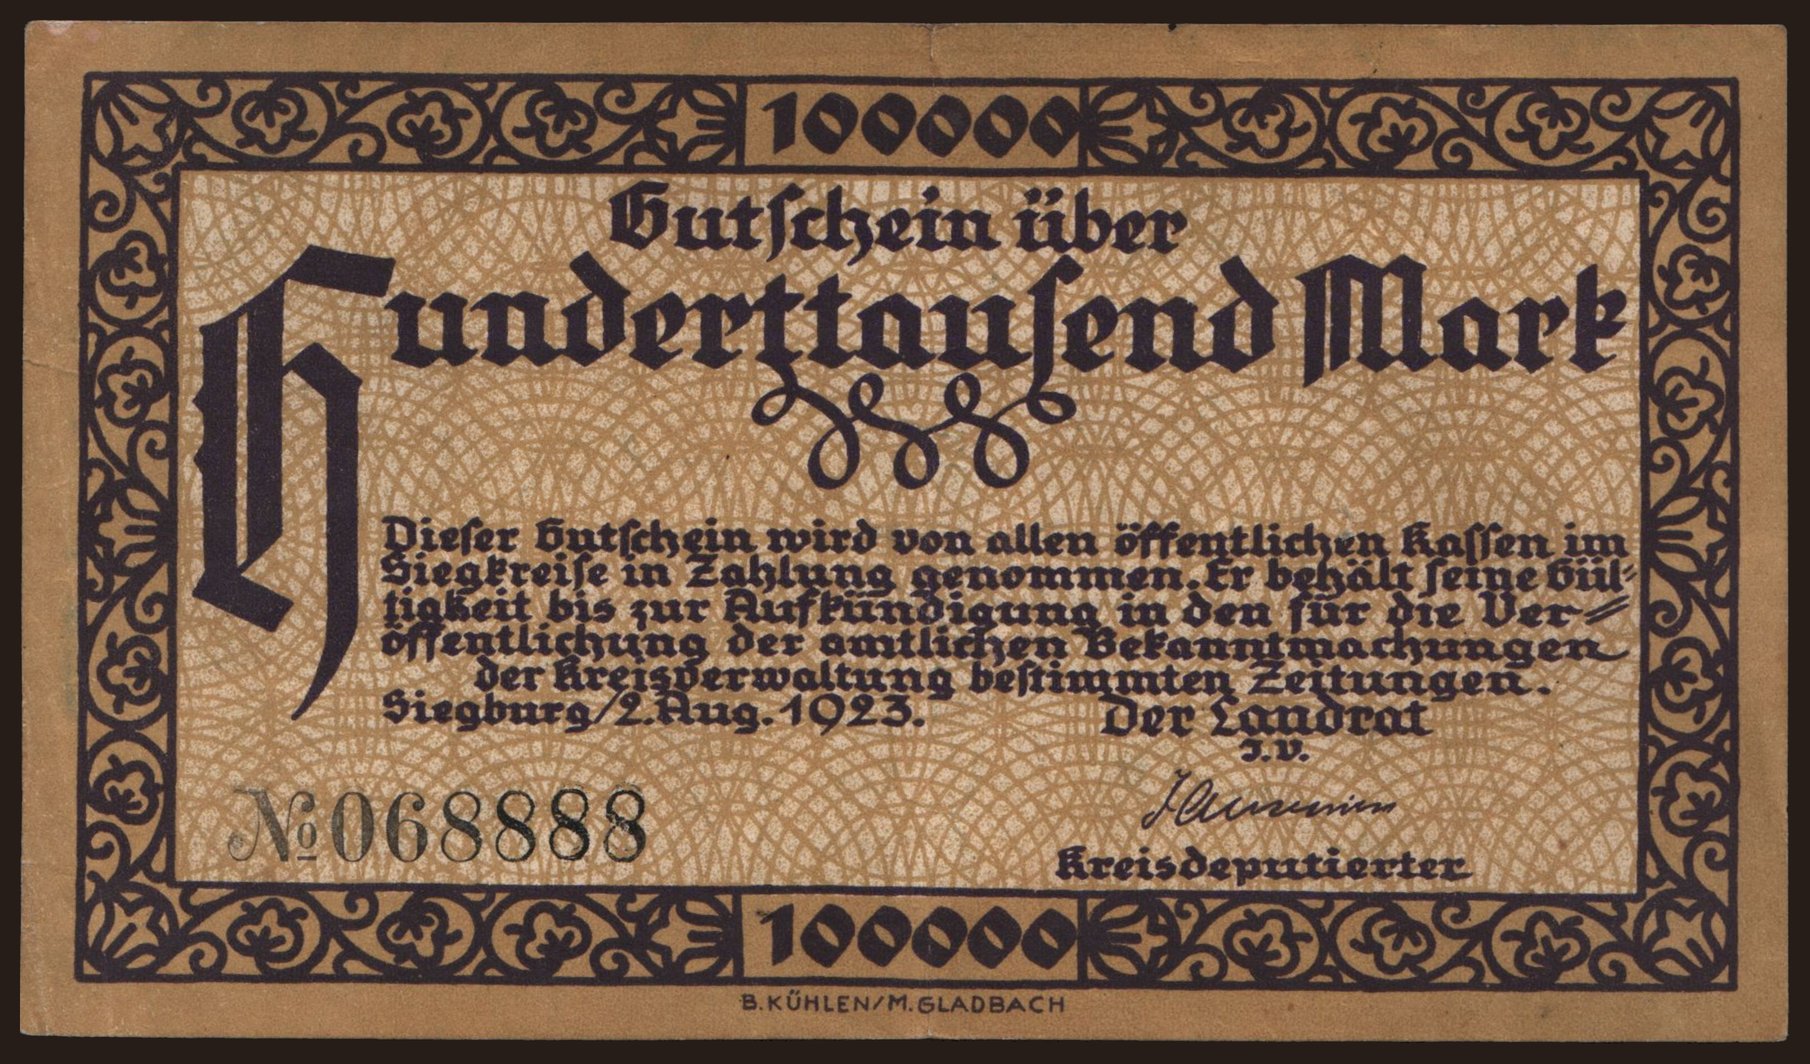 100000
Gutschein über
Hunderttausend Mark
Dieser Gutschein wird von allen öffentlichen Kassen im
Siegkreise in Zahlung genommen. Er behält seine Gül-
tigkeit bis zur Aufkündigung in den für die Ver-
öffentlichung der amtlichen Bekanntmachungen
der Kreisverwaltung bestimmten Zeitungen.
Siegburg/2. Aug. 1923.
Der Landrat
I.V.
Kreisdeputierter
№ 068888
100000
B. KÜHLEN/M. GLADBACH